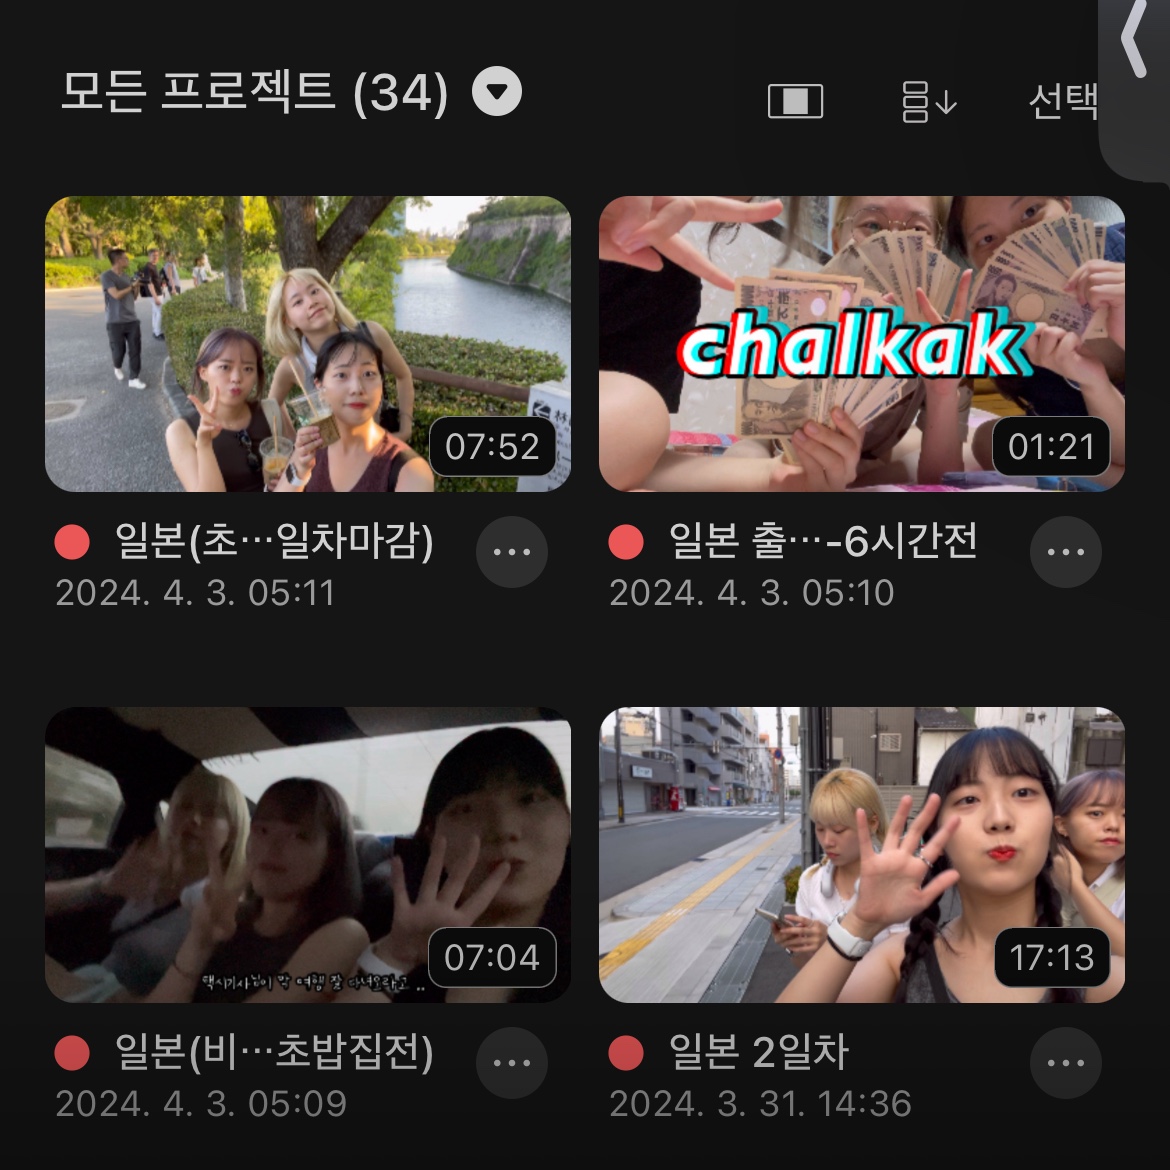 모든 프로젝트 (34)
선택
chalkak
07:52
01:21
일본(초…일차마감)
2024. 4. 3. 05:11
일본 출…-6시간전
2024. 4. 3. 05:10
택시기사님이 막 여행 잘 다녀오라고 ..
07:04
17:13
일본(비…초밥집전)
2024. 4. 3. 05:09
일본 2일차
2024. 3. 31. 14:36